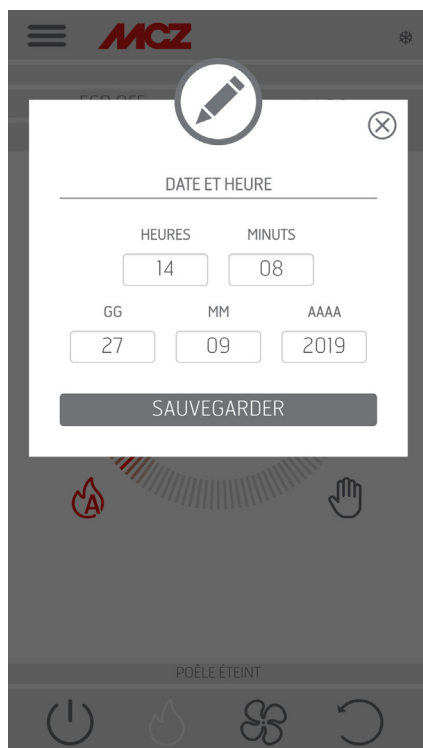 MCZ
DATE ET HEURE
HEURES MINUTS
14 08
GG MM AAAA
27 09 2019
SAUVEGARDER
A
POÊLE ÉTEINT